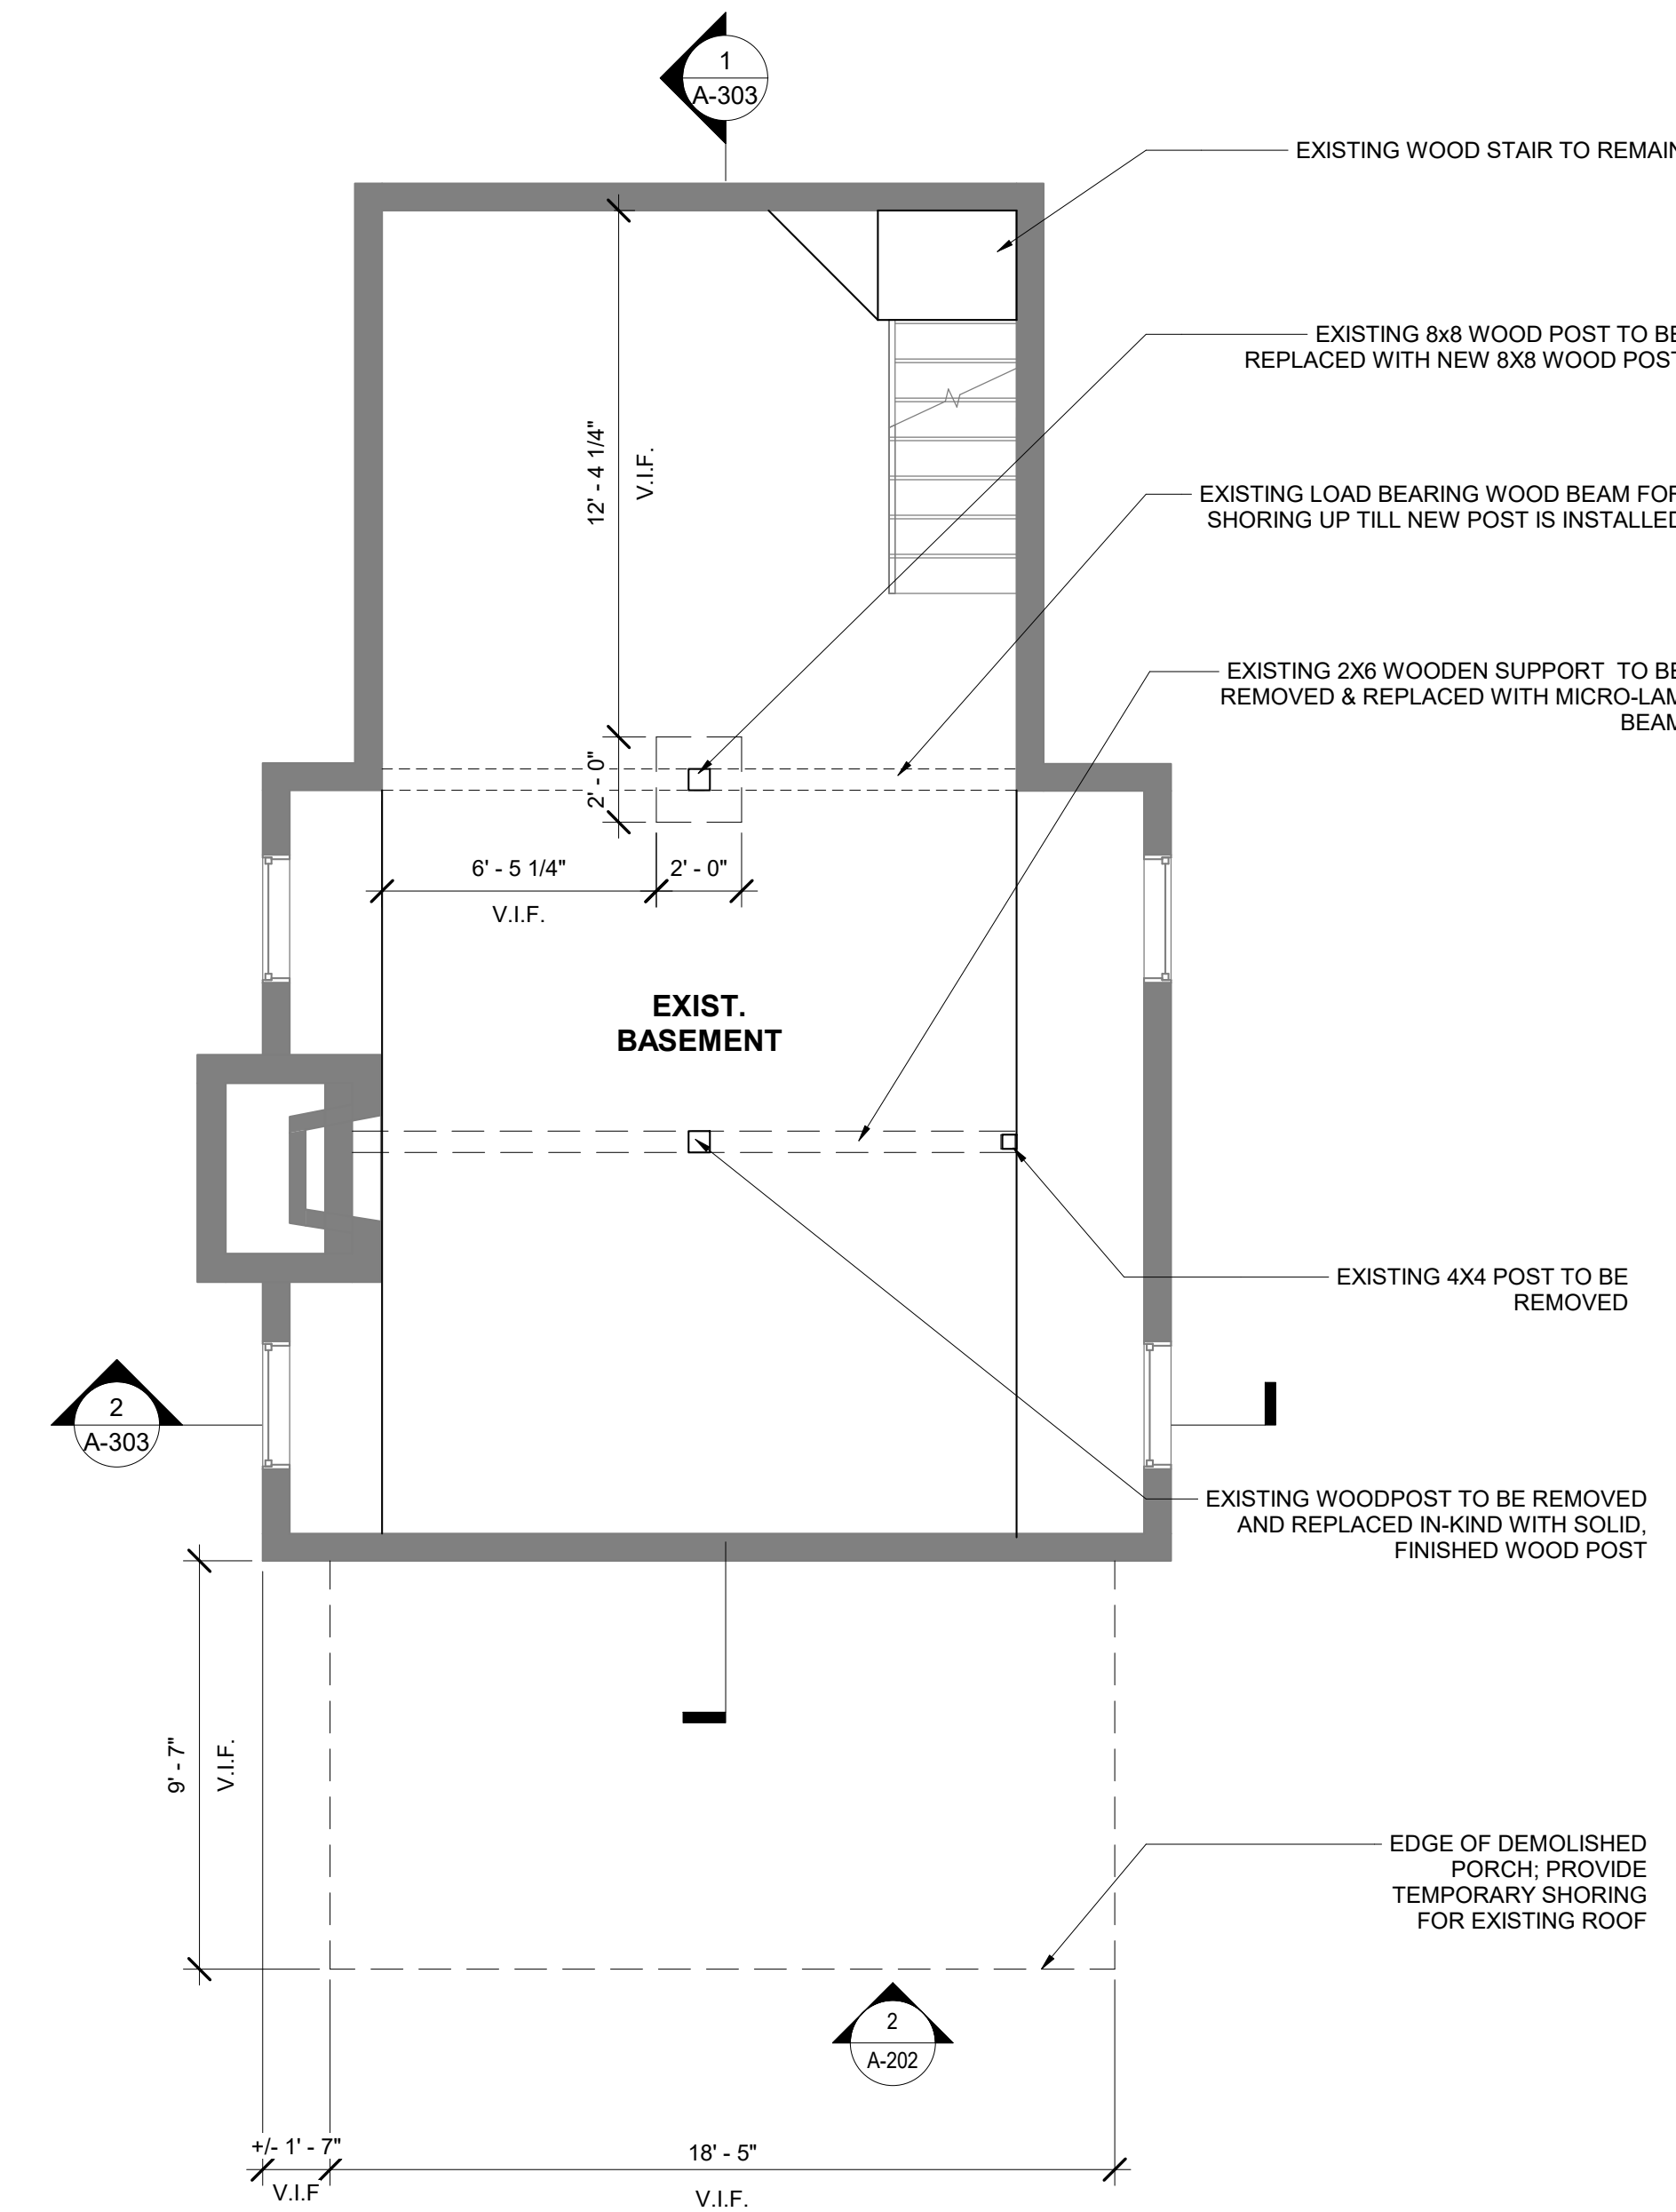 1
A-303
EXISTING WOOD STAIR TO REMAIN
EXISTING 8x8 WOOD POST TO BE
REPLACED WITH NEW 8X8 WOOD POST
12' - 4 1/4"
V.I.F.
EXISTING LOAD BEARING WOOD BEAM FOR
SHORING UP TILL NEW POST IS INSTALLED
EXISTING 2X6 WOODEN SUPPORT TO BE
REMOVED & REPLACED WITH MICRO-LAM
BEAM
2' - 0"
6' - 5 1/4"
V.I.F.
2' - 0"
EXIST.
BASEMENT
EXISTING 4X4 POST TO BE
REMOVED
2
A-303
EXISTING WOODPOST TO BE REMOVED
AND REPLACED IN-KIND WITH SOLID,
FINISHED WOOD POST
9' - 7"
V.I.F.
EDGE OF DEMOLISHED
PORCH; PROVIDE
TEMPORARY SHORING
FOR EXISTING ROOF
2
A-202
+/- 1' - 7"
V.I.F
18' - 5"
V.I.F.